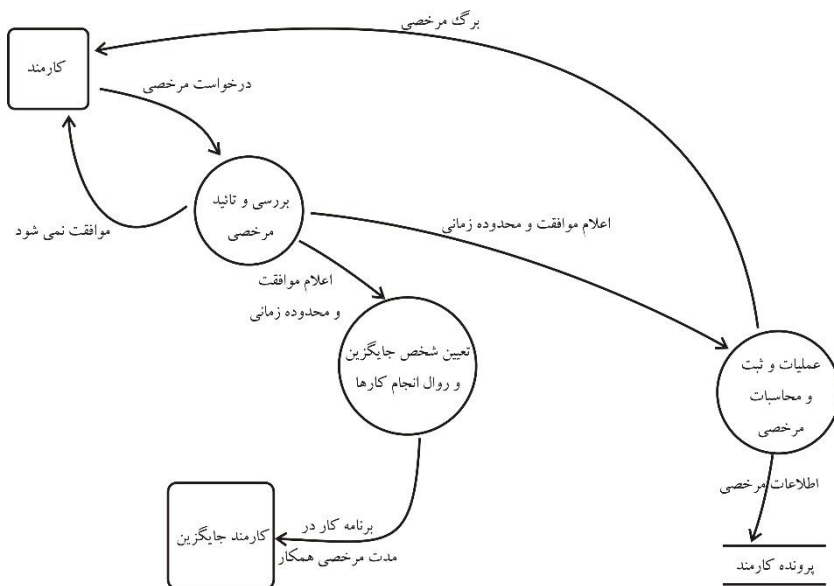 برگ مرخصی
کارمند
درخواست مرخصی
بررسی و تائید
مرخصی
موافقت نمی شود
اعلام موافقت و محدوده زمانی
اعلام موافقت
و محدوده زمانی
تعیین شخص جایگزین
و روال انجام کارها
عملیات و ثبت
و محاسبات
مرخصی
اطلاعات مرخصی
برنامه کار در
مدت مرخصی همکار
کارمند جایگزین
پرونده کارمند